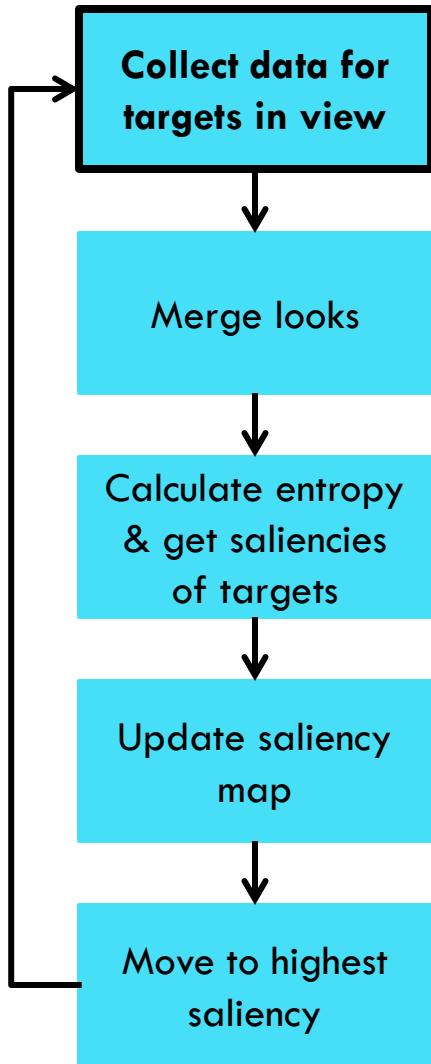 Collect data for
targets in view
Merge looks
Calculate entropy
& get saliencies
of targets
Update saliency
map
Move to highest
saliency